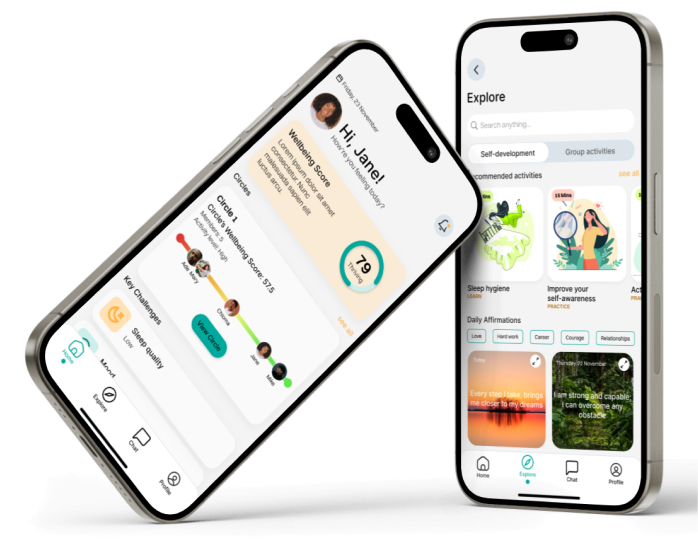 Friday, 23 November
Hi, Jane!
How're you feeling today?
Wellbeing Score
Lorem ipsum dolor sit amet
consectetur. Nunc
malesuada sapien elit
luctus arcu.
79
Thriving
Circles
see all
Circle 1
Circle's Wellbeing Score: 57.5
Members: 5
Activity level: High
Ade
Mary
Chioma
Jane
Mike
View Circle
Key Challenges
Sleep quality
Low
Mood
Home
Explore
Chat
Profile
Explore
Search anything...
Self-development
Group activities
ecommended activities
see all
Mins
15 Mins
Sleep hygiene
LEARN
Improve your
self-awareness
PRACTICE
Act
PRA
Daily Affirmations
Love
Hard work
Career
Courage
Relationships
Today
Every step I take, brings
me closer to my dreams
Thursday, 22 November
I am strong and capable;
I can overcome any
obstacle
Home
Explore
Chat
Profile